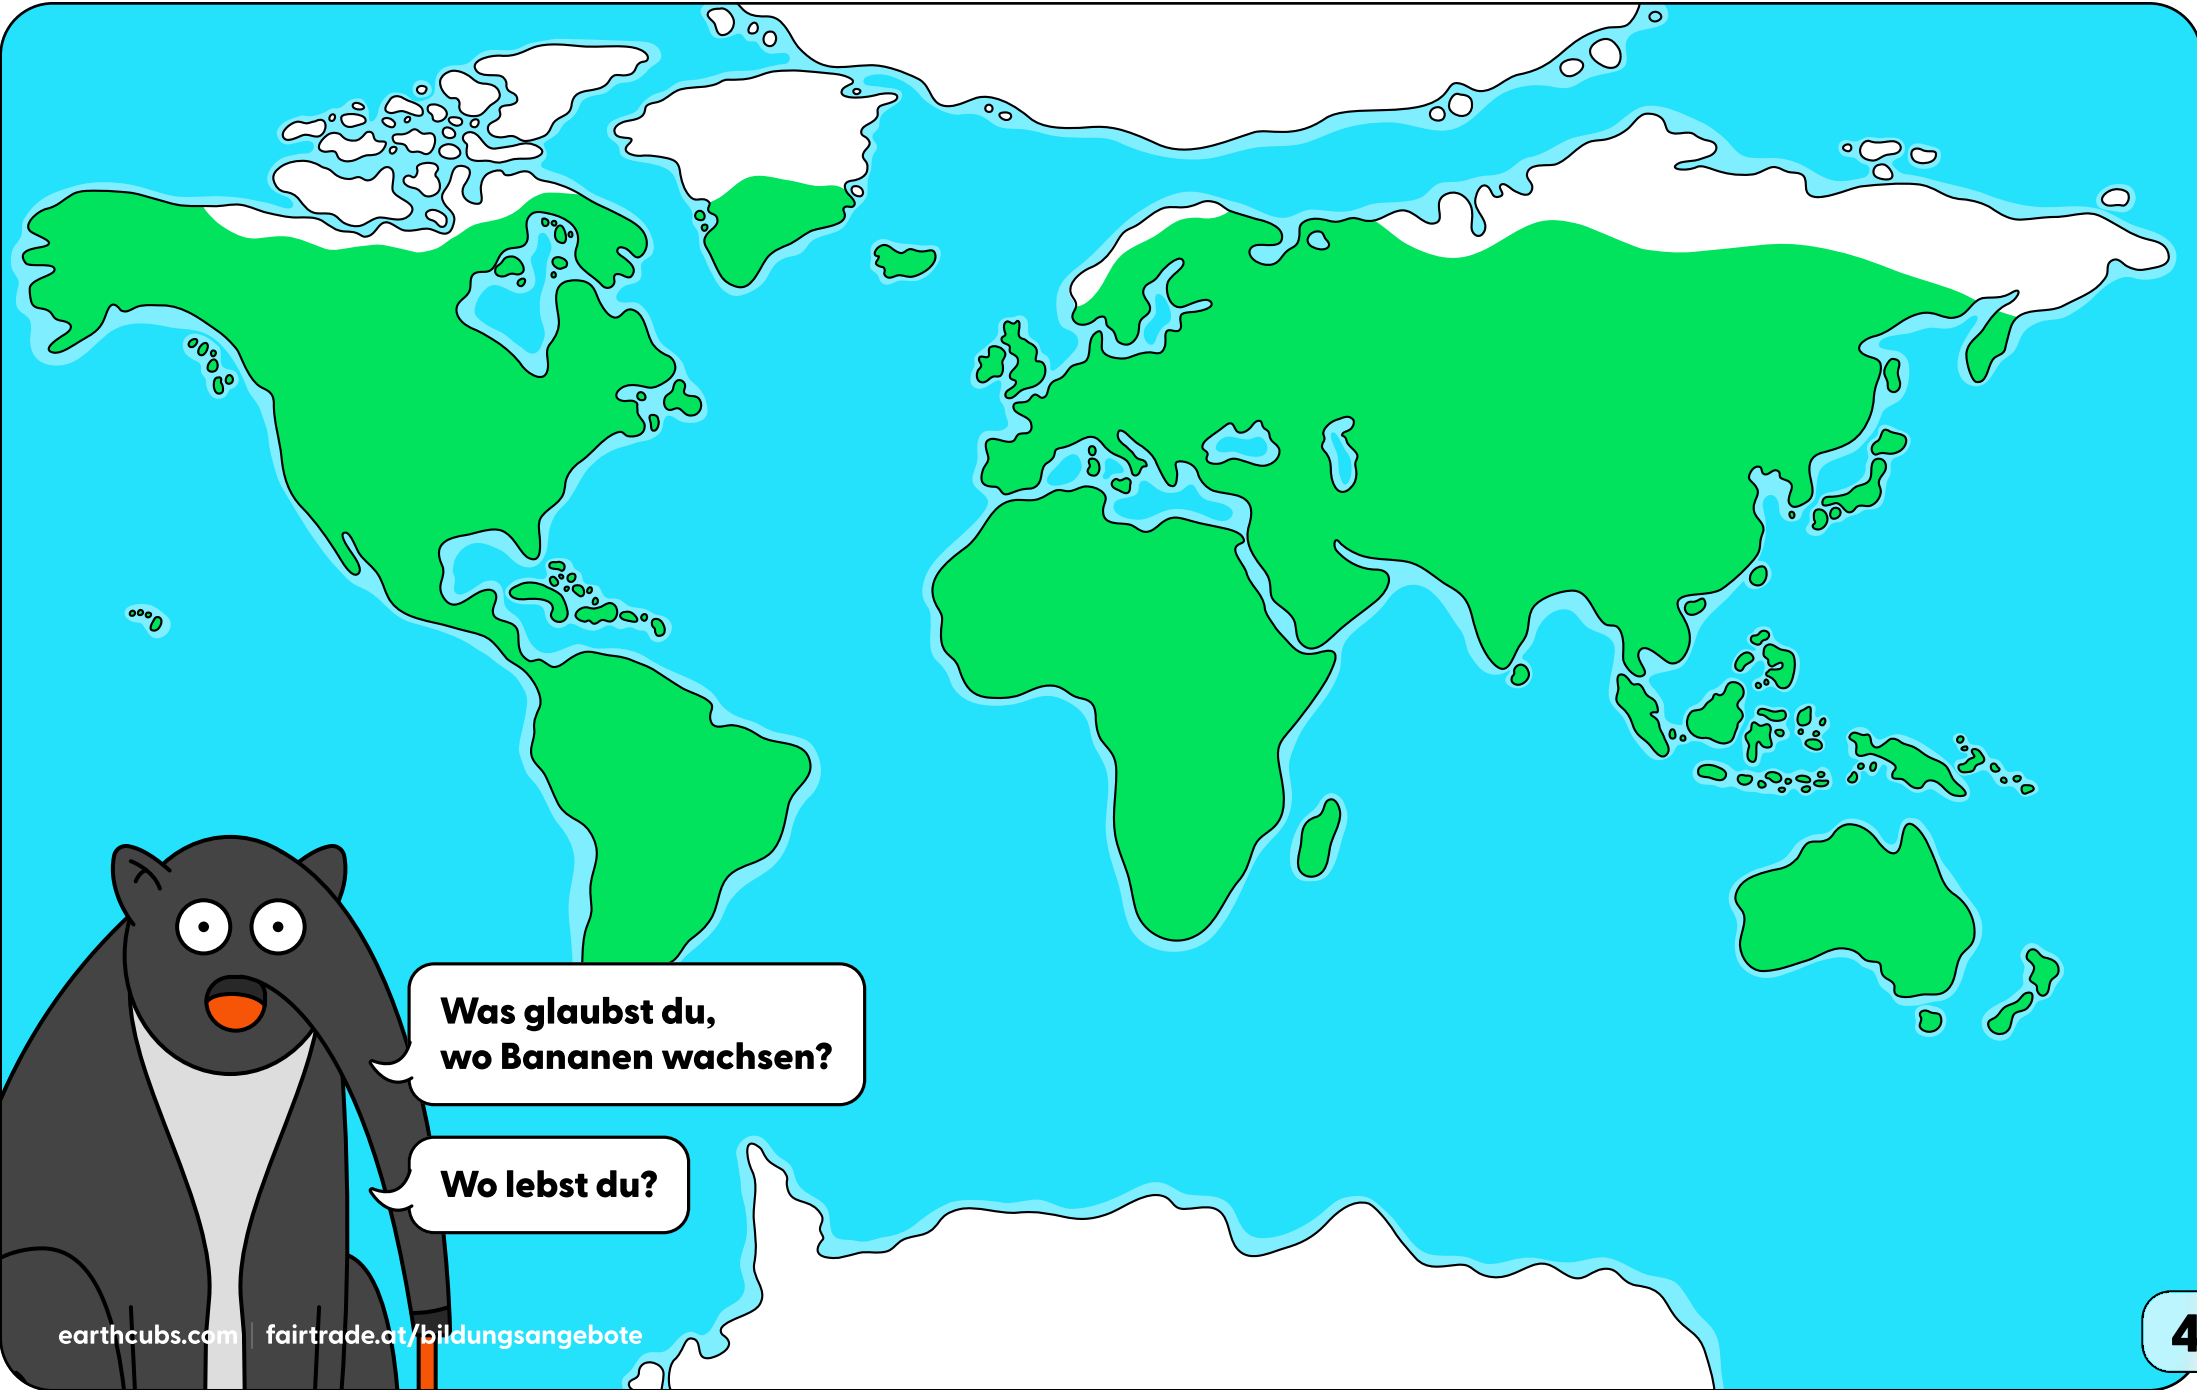 Was glaubst du,
wo Bananen wachsen?
Wo lebst du?
earthcubs.com | fairtrade.at/bildungsangebote
4